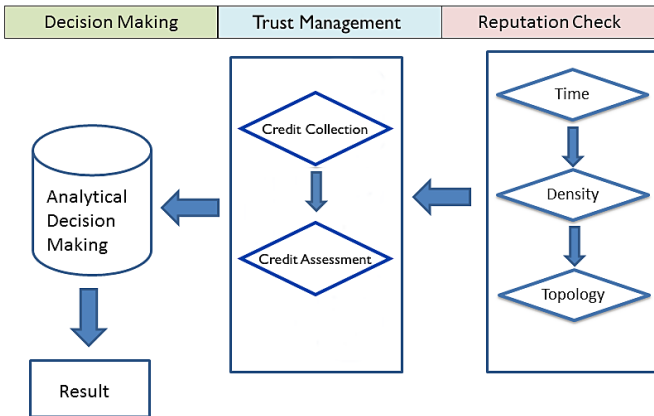 Decision Making
Trust Management
Reputation Check
Time
Credit Collection
Density
Analytical
Decision
Making
Credit Assessment
Topology
Result